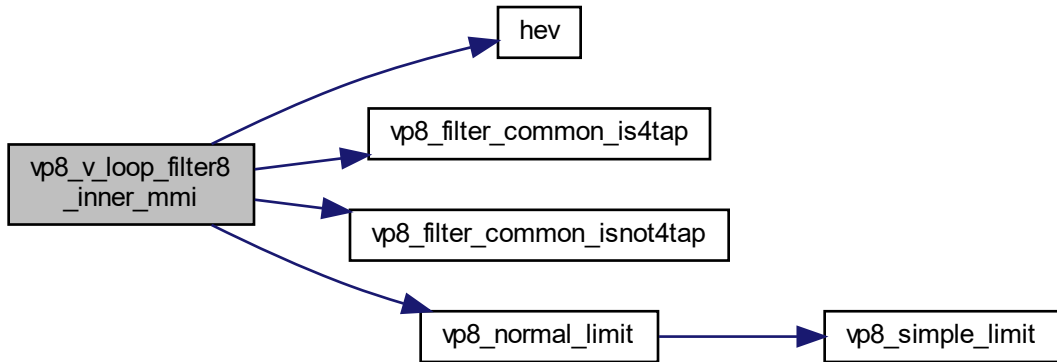 hev
vp8_filter_common_is4tap
vp8_v_loop_filter8
_inner_mmi
vp8_filter_common_isnot4tap
vp8_normal_limit
vp8_simple_limit